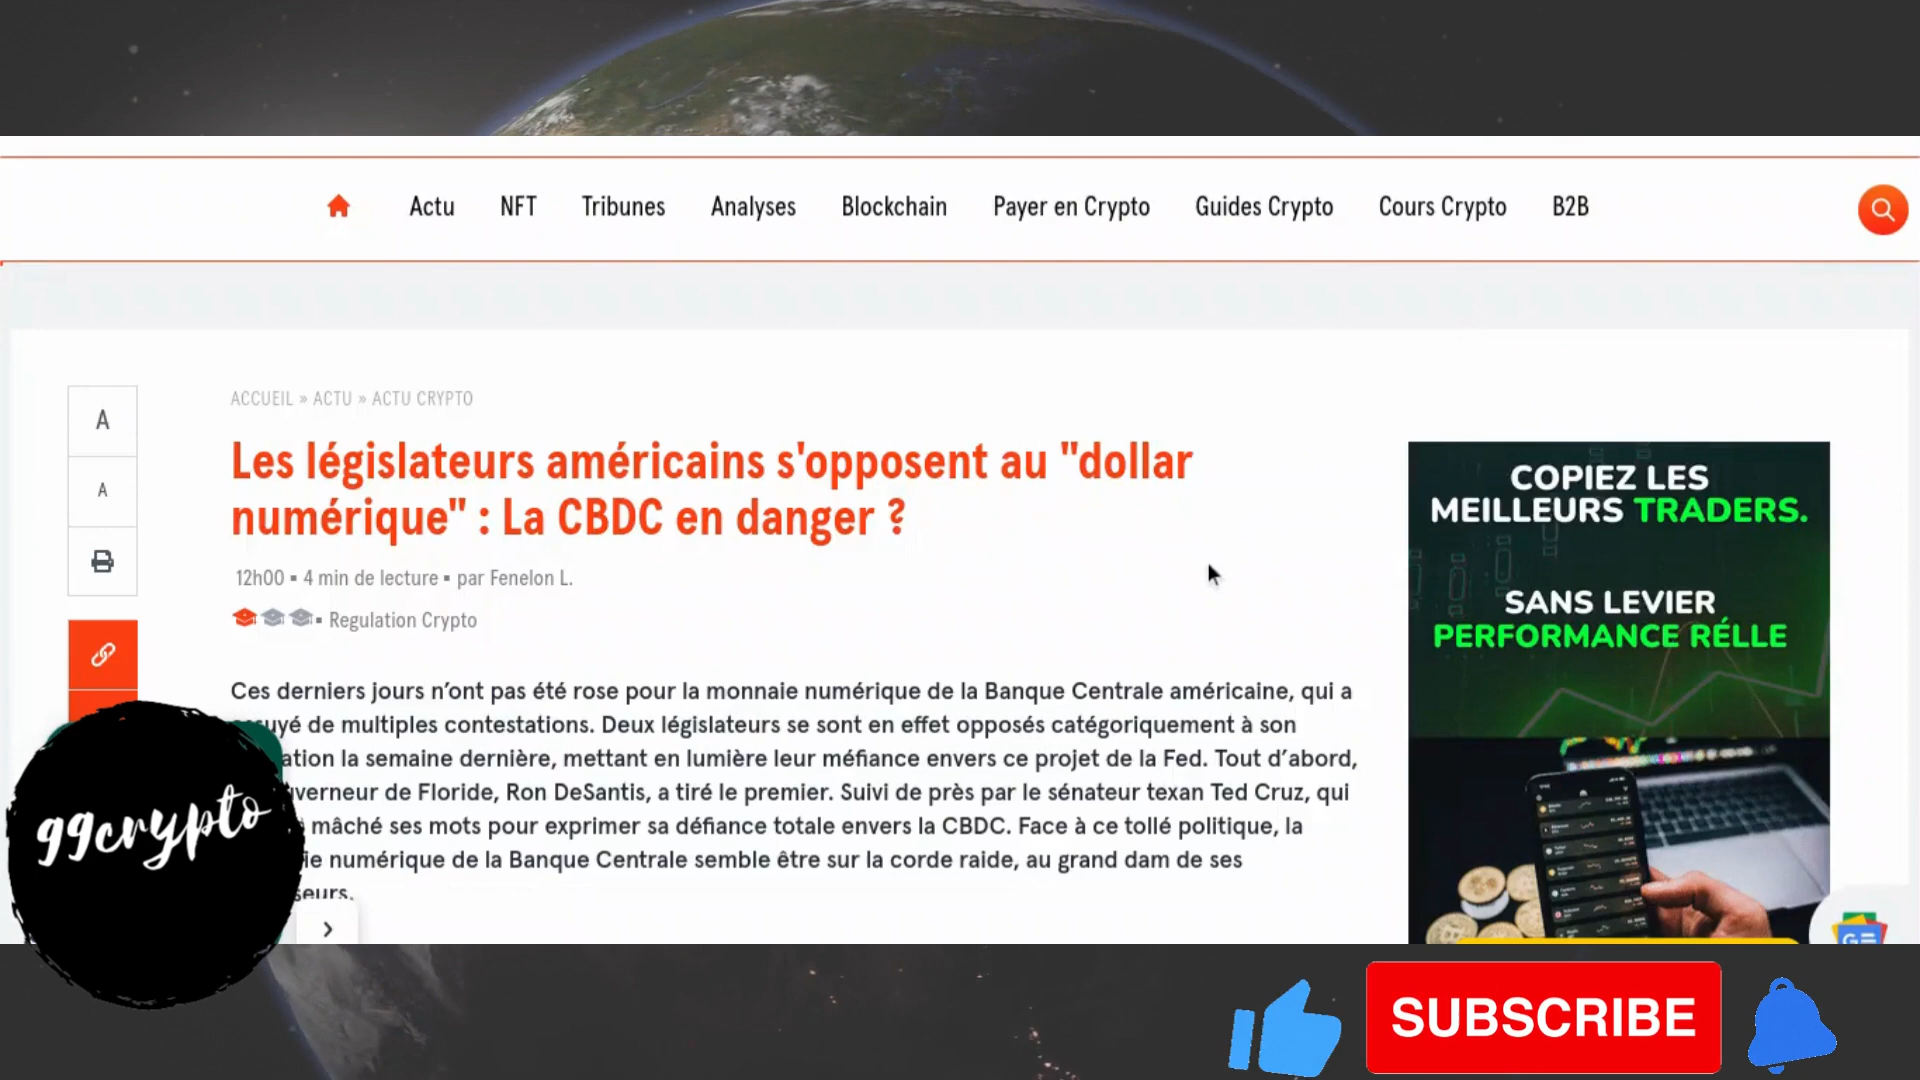 Actu NFT Tribunes Analyses Blockchain Payer en Crypto Guides Crypto Cours Crypto B2B
A
A
ACCUEIL » ACTU » ACTU CRYPTO
Les législateurs américains s'opposent au "dollar
numérique" : La CBDC en danger ?
12h00 ▪ 4 min de lecture ▪ par Fenelon L.
▪ Regulation Crypto
Ces derniers jours n’ont pas été rose pour la monnaie numérique de la Banque Centrale américaine, qui a
de multiples contestations. Deux législateurs se sont en effet opposés catégoriquement à son
la semaine dernière, mettant en lumière leur méfiance envers ce projet de la Fed. Tout d’abord,
de Floride, Ron DeSantis, a tiré le premier. Suivi de près par le sénateur texan Ted Cruz, qui
mâché ses mots pour exprimer sa défiance totale envers la CBDC. Face à ce tollé politique, la
numérique de la Banque Centrale semble être sur la corde raide, au grand dam de ses
COPIEZ LES
MEILLEURS TRADERS.
SANS LEVIER
PERFORMANCE RÉLLE
99crypto
GE
SUBSCRIBE